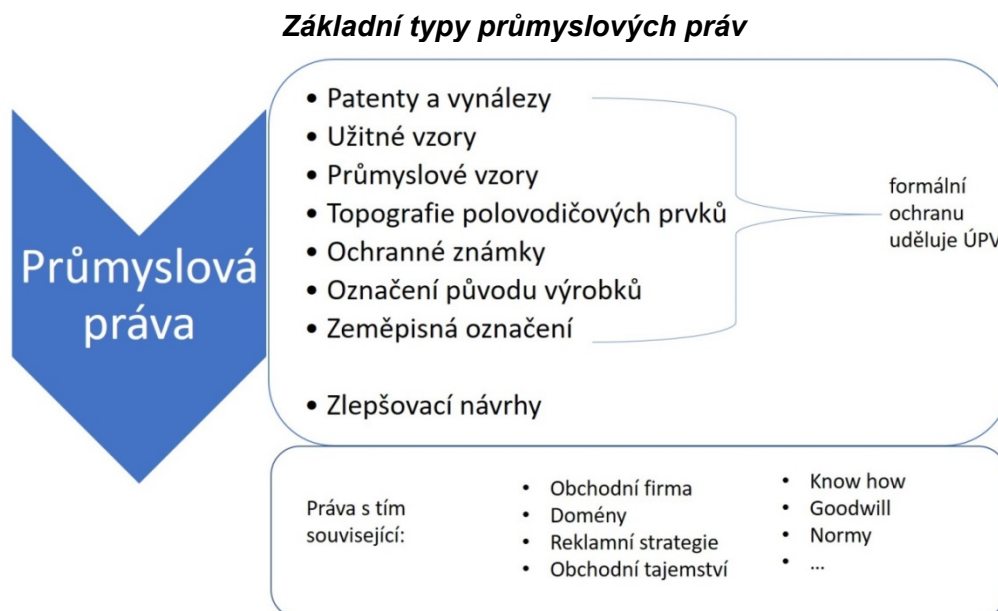 Základní typy průmyslových práv
Průmyslová
práva
• Patenty a vynálezy
• Užitné vzory
• Průmyslové vzory
• Topografie polovodičových prvků
• Ochranné známky
• Označení původu výrobků
• Zeměpisná označení
• Zlepšovací návrhy
formální
ochranu
uděluje ÚPV
Práva s tím
související:
• Obchodní firma
• Domény
• Reklamní strategie
• Obchodní tajemství
• Know how
• Goodwill
• Normy
• ...